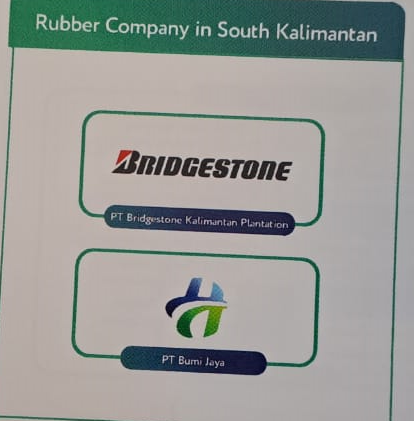 Rubber Company in South Kalimantan
BRIDGESTONE
PT Bridgestone Kalimantan Plantation
PT Bumi Jaya